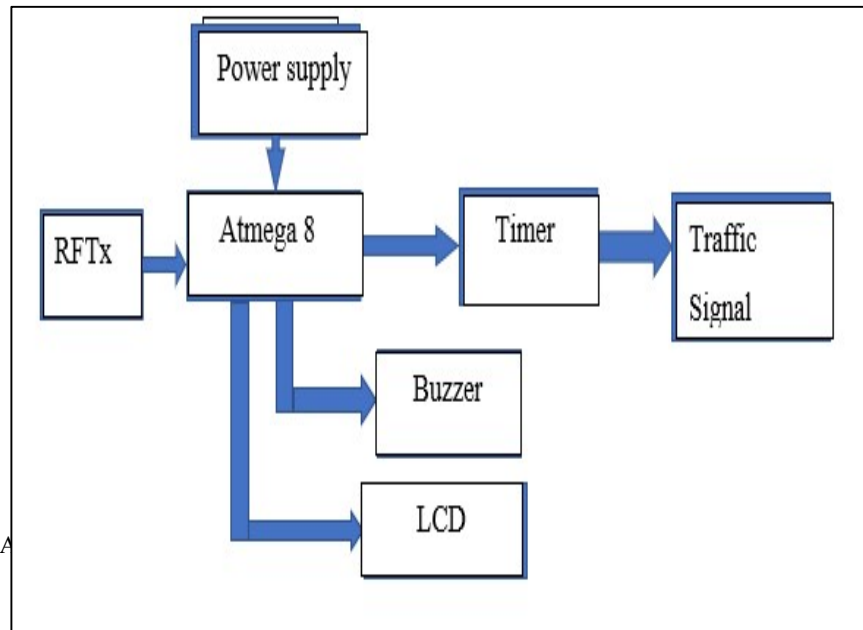 Power supply
RFTx
Atmega 8
Timer
Traffic
Signal
Buzzer
LCD
A